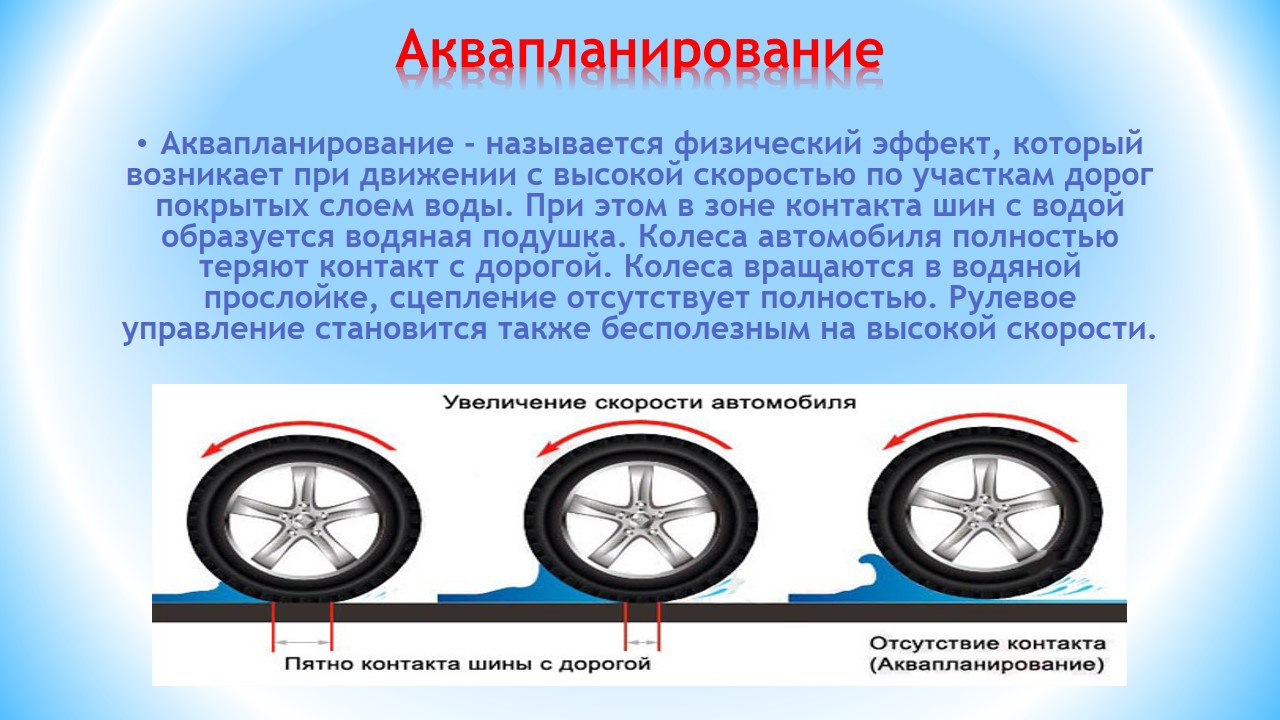 Аквапланирование
• Аквапланирование - называется физический эффект, который
возникает при движении с высокой скоростью по участкам дорог
покрытых слоем воды. При этом в зоне контакта шин с водой
образуется водяная подушка. Колеса автомобиля полностью
теряют контакт с дорогой. Колеса вращаются в водяной
прослойке, сцепление отсутствует полностью. Рулевое
управление становится также бесполезным на высокой скорости.
Увеличение скорости автомобиля
Пятно контакта шины с дорогой
Отсутствие контакта
(Аквапланирование)